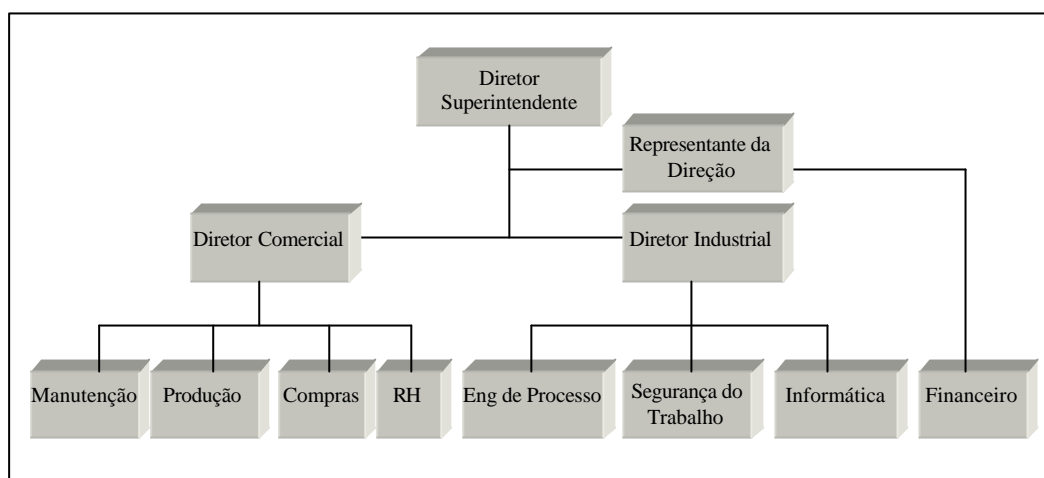 Diretor
Superintendente
Representante da
Direção
Diretor Comercial
Diretor Industrial
Manutenção
Produção
Compras
RH
Eng de Processo
Segurança do
Trabalho
Informática
Financeiro